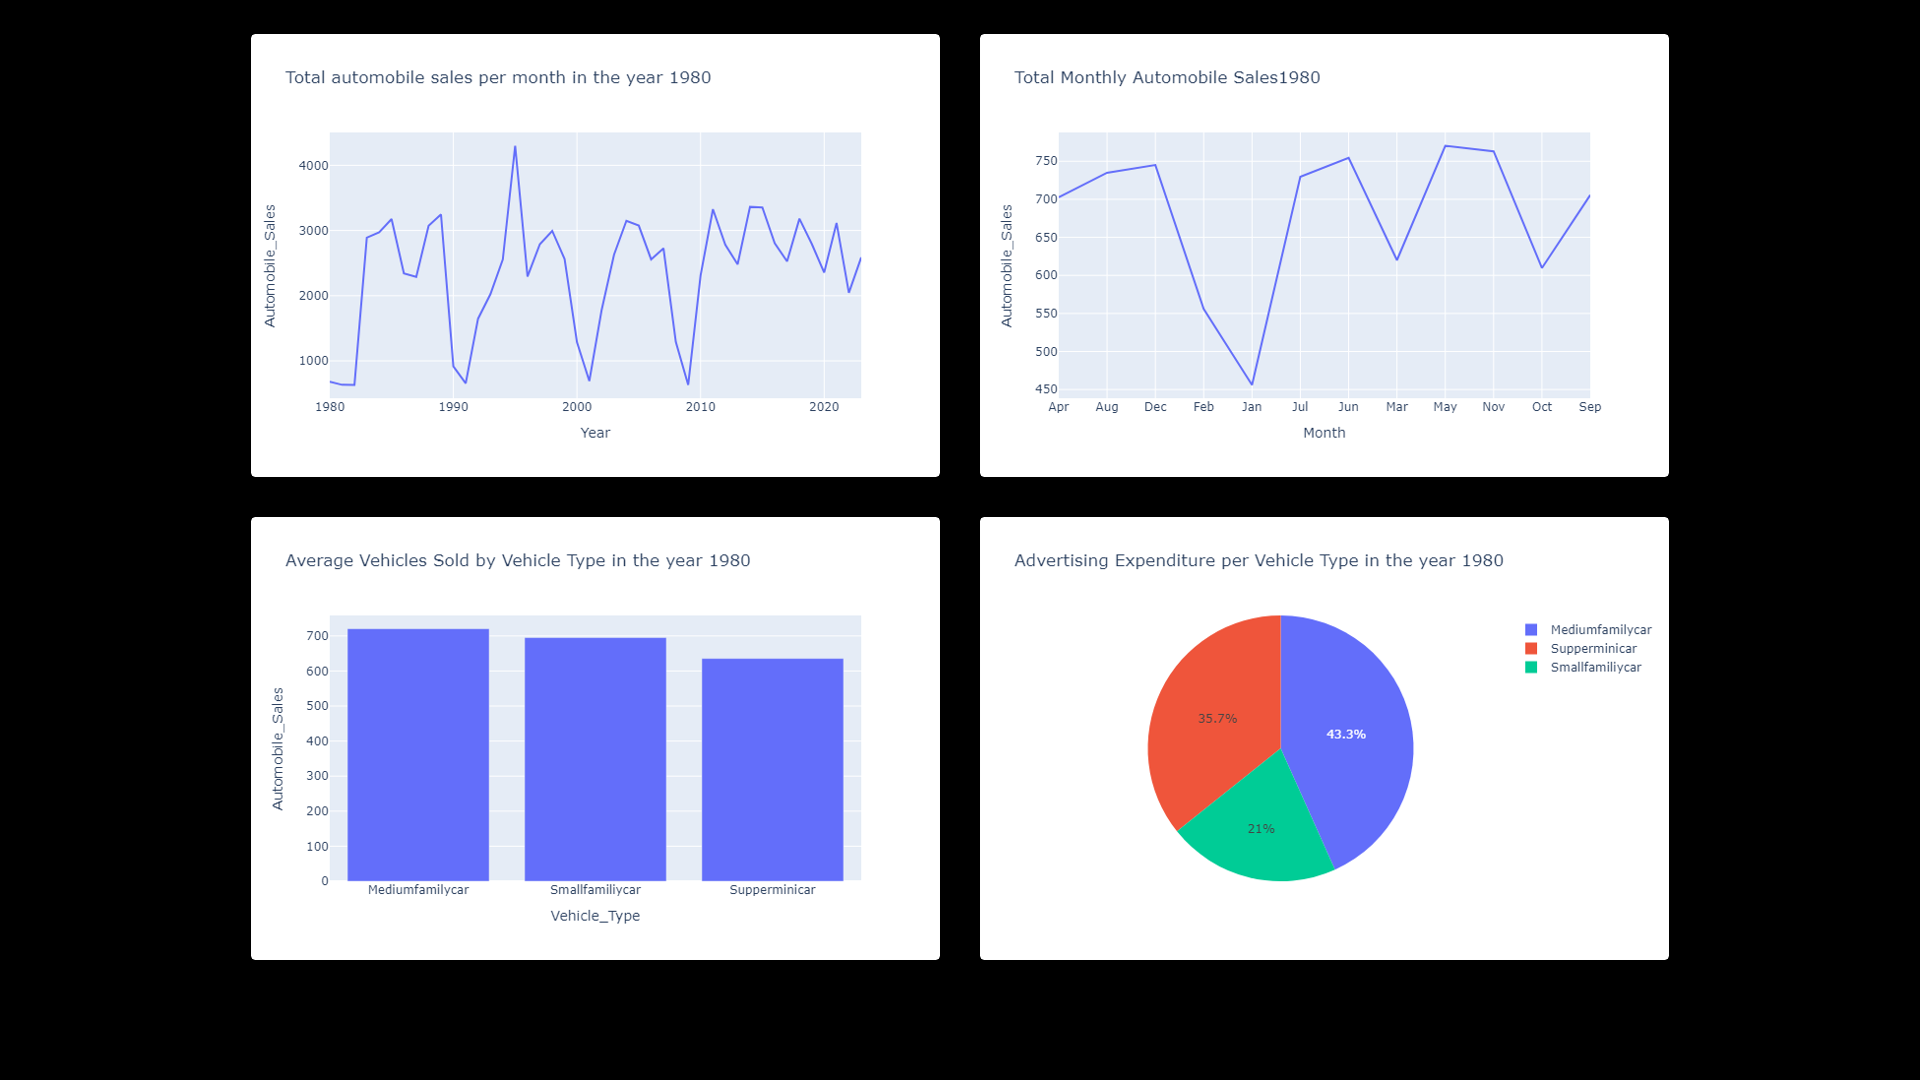 Total automobile sales per month in the year 1980
Automobile_Sales
4000
3000
2000
1000
1980 1990 2000 2010 2020
Year
Total Monthly Automobile Sales1980
Automobile_Sales
750
700
650
600
550
500
450
Apr Aug Dec Feb Jan Jul Jun Mar May Nov Oct Sep
Month
Average Vehicles Sold by Vehicle Type in the year 1980
Automobile_Sales
700
600
500
400
300
200
100
0
Mediumfamilycar Smallfamiliycar Supperminicar
Vehicle_Type
Advertising Expenditure per Vehicle Type in the year 1980
Mediumfamilycar
Supperminicar
Smallfamiliycar
35.7%
43.3%
21%